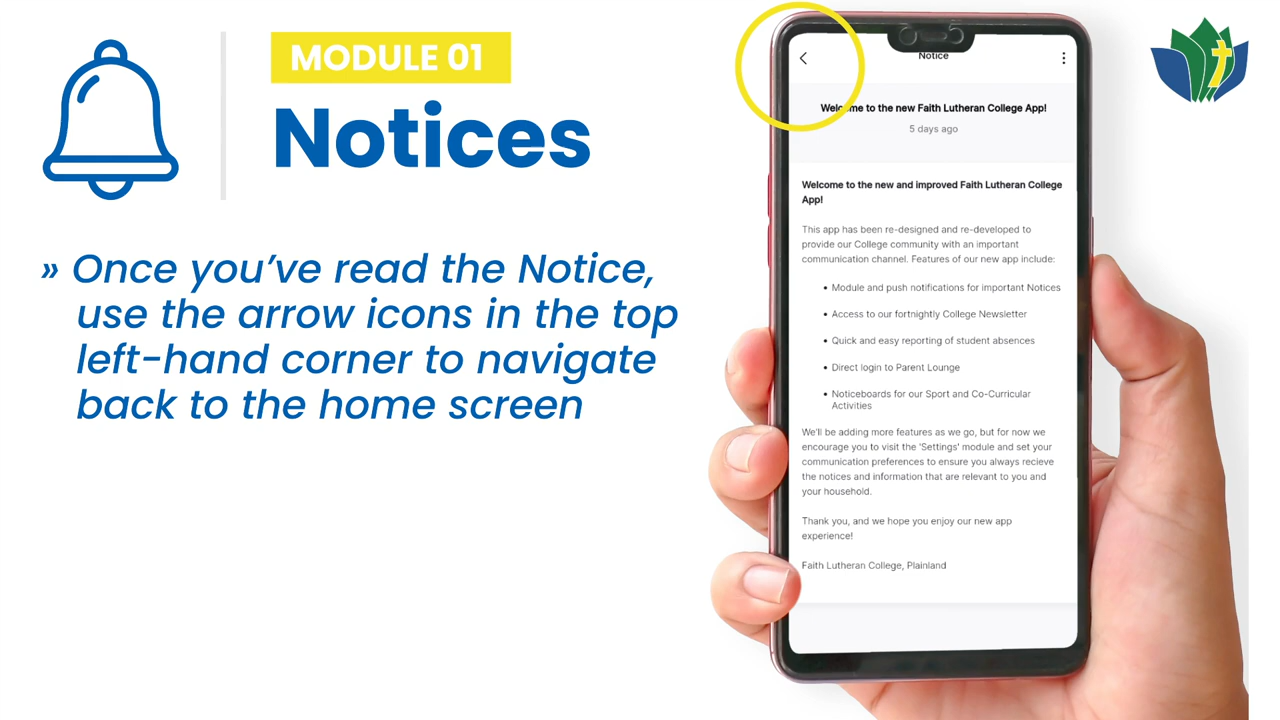 MODULE 01
Notices
» Once you’ve read the Notice,
use the arrow icons in the top
left-hand corner to navigate
back to the home screen
Notice
Welcome to the new Faith Lutheran College App!
5 days ago
Welcome to the new and improved Faith Lutheran College
App!
This app has been re-designed and re-developed to
provide our College community with an important
communication channel. Features of our new app include:
• Module and push notifications for important Notices
• Access to our fortnightly College Newsletter
• Quick and easy reporting of student absences
• Direct login to Parent Lounge
• Noticeboards for our Sport and Co-Curricular
Activities
We'll be adding more features as we go, but for now we
encourage you to visit the 'Settings' module and set your
communication preferences to ensure you always recieve
the notices and information that are relevant to you and
your household.
Thank you, and we hope you enjoy our new app
experience!
Faith Lutheran College, Plainland